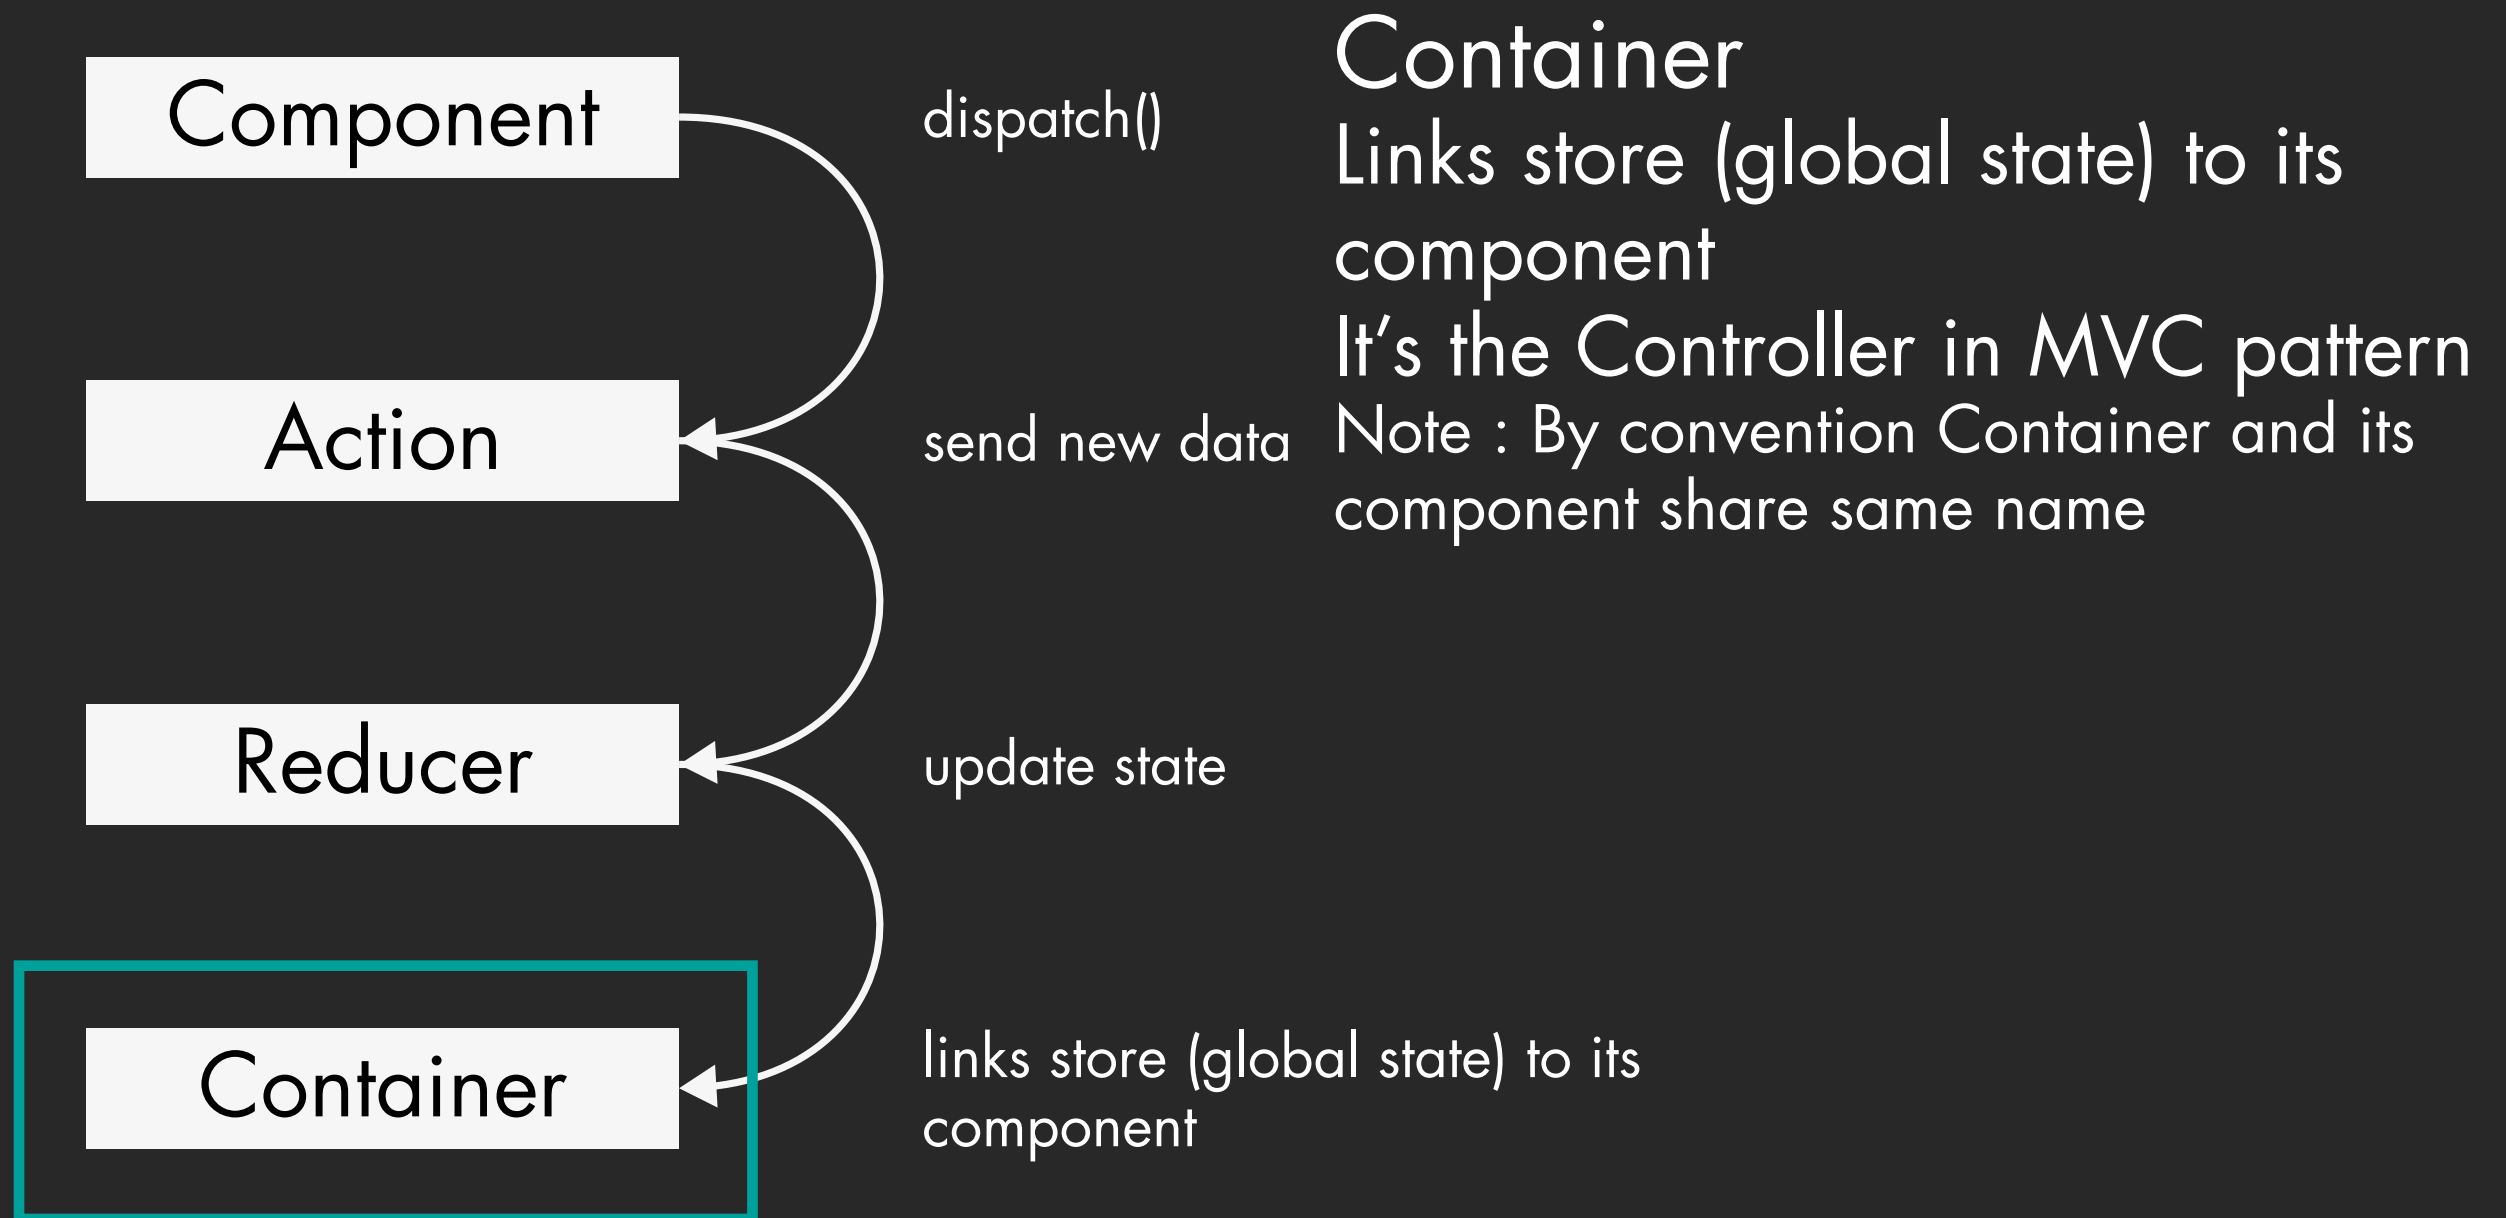 Component
dispatch()
Action
send new data
Reducer
update state
Container
links store (global state) to its
component
Container
Links store (global state) to its
component
It's the Controller in MVC pattern
Note : By convention Container and its
component share same name